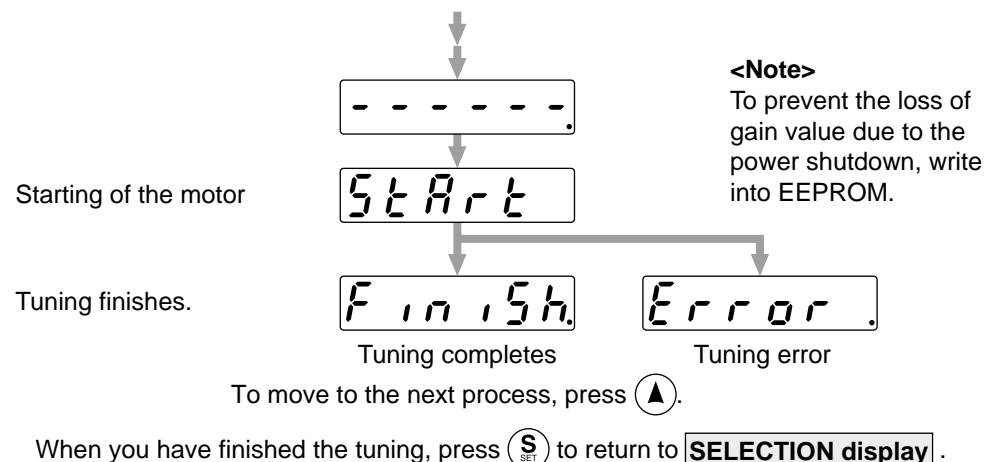 <Note>
To prevent the loss of
gain value due to the
power shutdown, write
into EEPROM.
- - - - - -.
Starting of the motor
StArt
Tuning finishes.
FiniSh.
Error .
Tuning completes
Tuning error
To move to the next process, press ▲.
When you have finished the tuning, press S SET to return to SELECTION display .